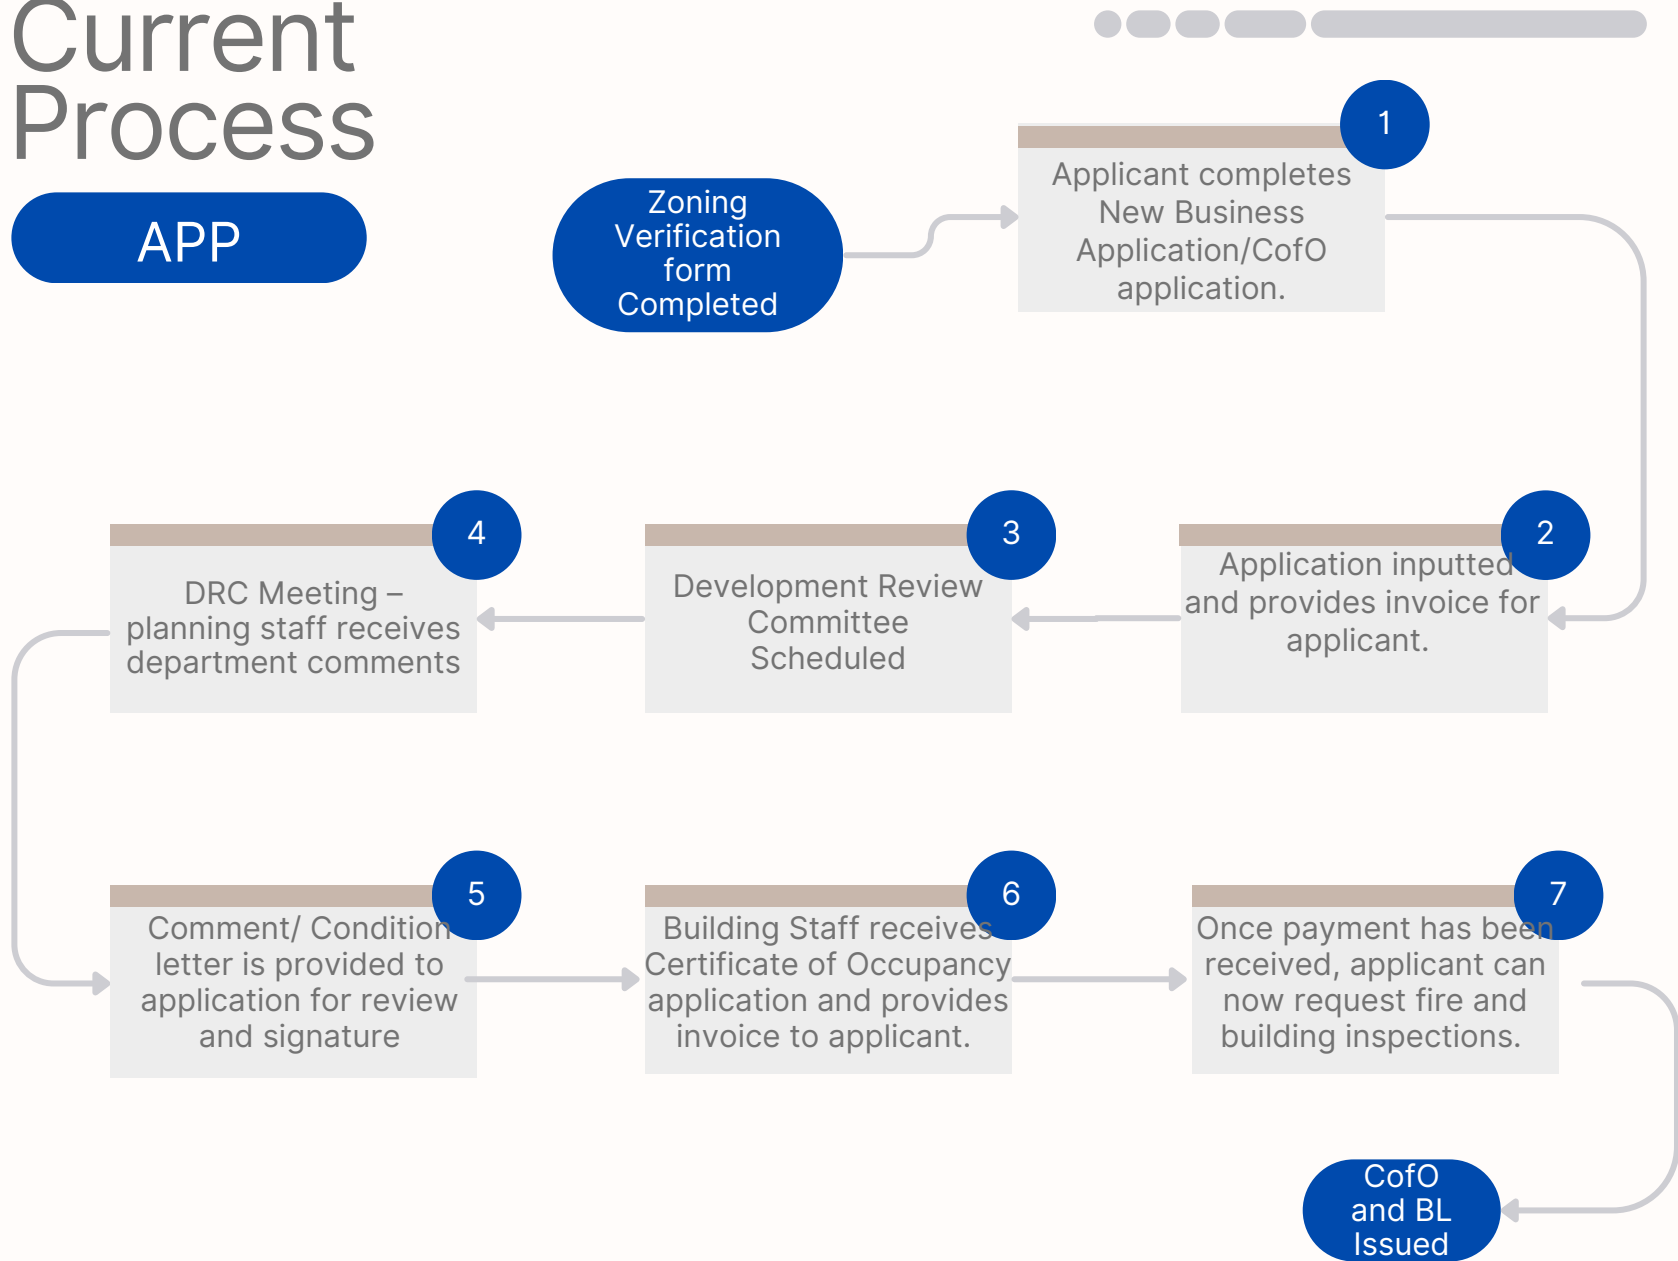 Current
Process
APP
Zoning
Verification
form
Completed
1
Applicant completes
New Business
Application/CofO
application.
2
Application inputted
and provides invoice for
applicant.
3
Development Review
Committee
Scheduled
4
DRC Meeting –
planning staff receives
department comments
5
Comment/ Condition
letter is provided to
application for review
and signature
6
Building Staff receives
Certificate of Occupancy
application and provides
invoice to applicant.
7
Once payment has been
received, applicant can
now request fire and
building inspections.
CofO
and BL
Issued